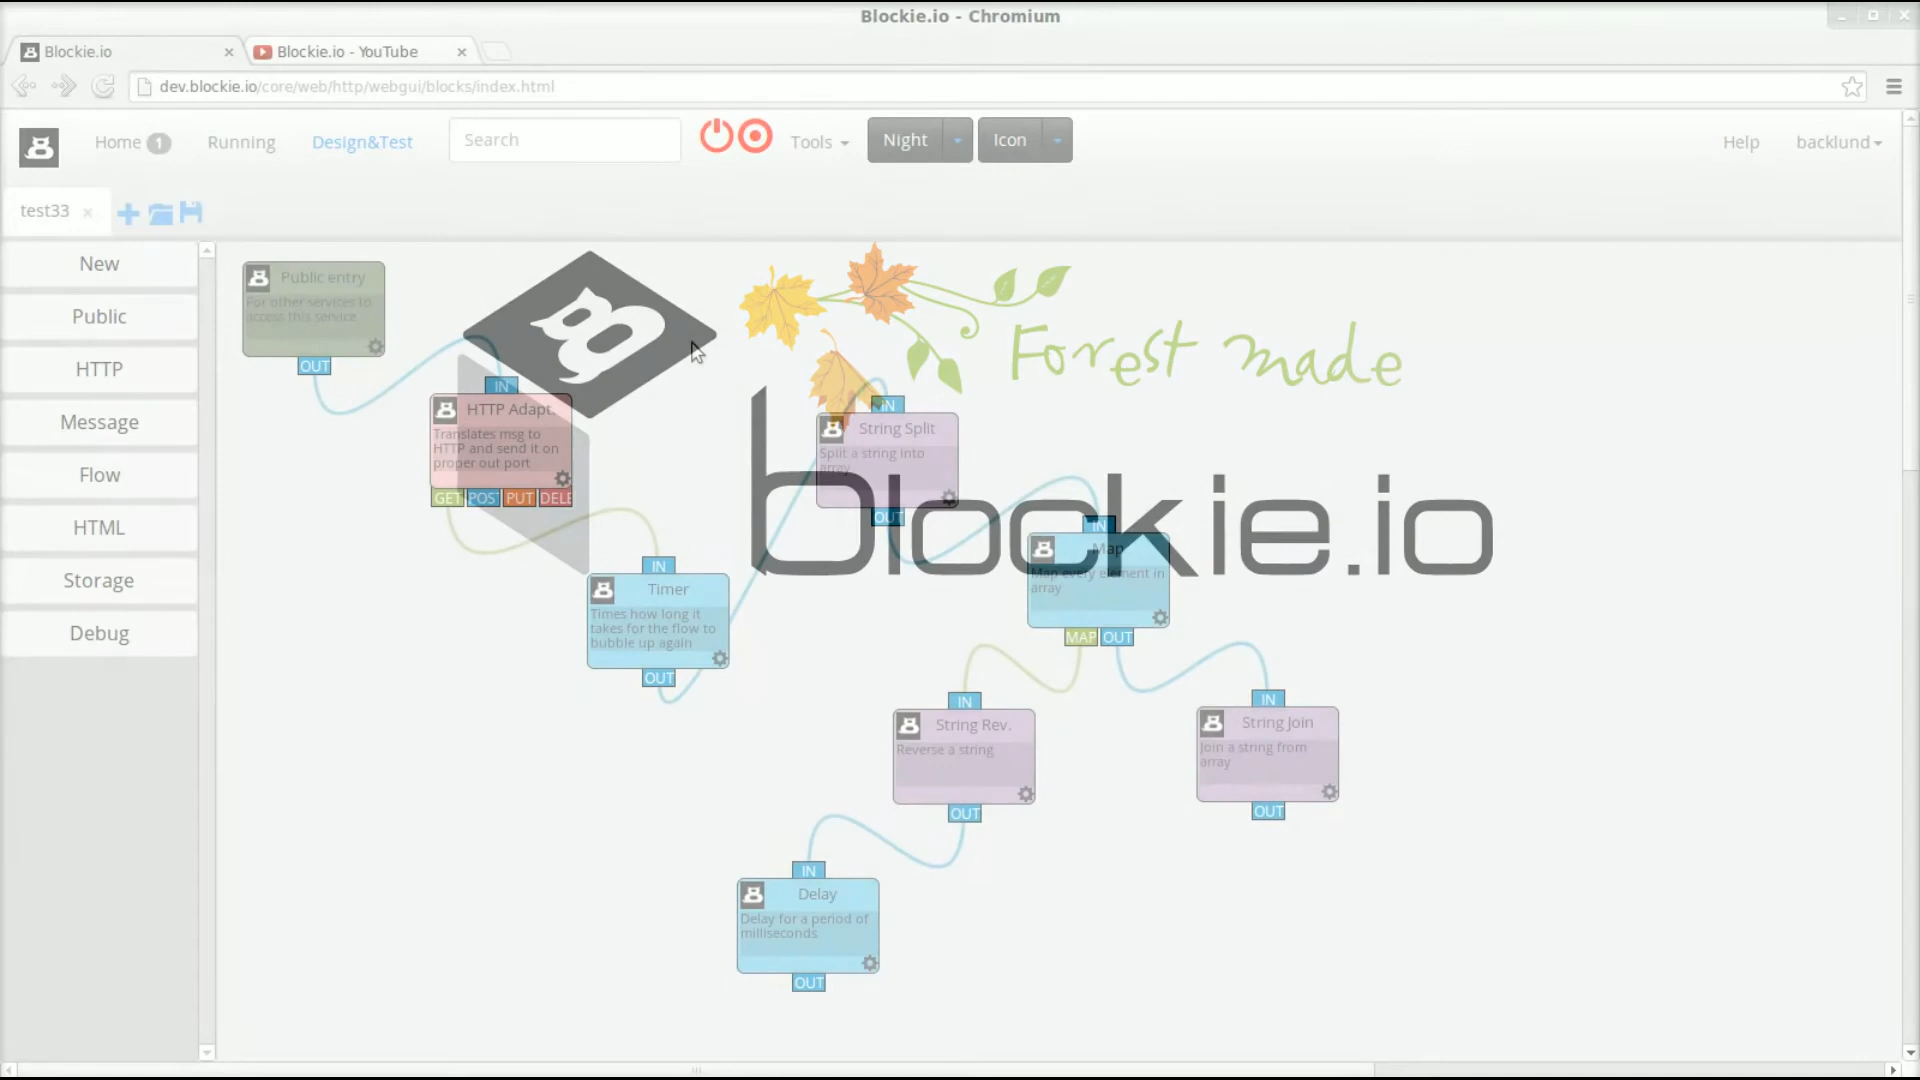 Blockie.io - Chromium
Blockie.io
Blockie.io - YouTube
dev.blockie.io/core/web/http/webgui/blocks/index.html
Home 1
Running
Design&Test
Search
Tools
Night
Icon
Help
backlund
test33
New
Public
HTTP
Message
Flow
HTML
Storage
Debug
Public entry
For other services to
access this service
OUT
Forest made
blockie.io
IN
HTTP Adapt.
Translates msg to
HTTP and send it on
proper out port
GET POST PUT DELE
IN
String Split
Split a string into
array
OUT
IN
Map
Map every element in
array
MAP OUT
IN
Timer
Times how long it
takes for the flow to
bubble up again
OUT
IN
String Rev.
Reverse a string
OUT
IN
String Join
Join a string from
array
OUT
IN
Delay
Delay for a period of
milliseconds
OUT